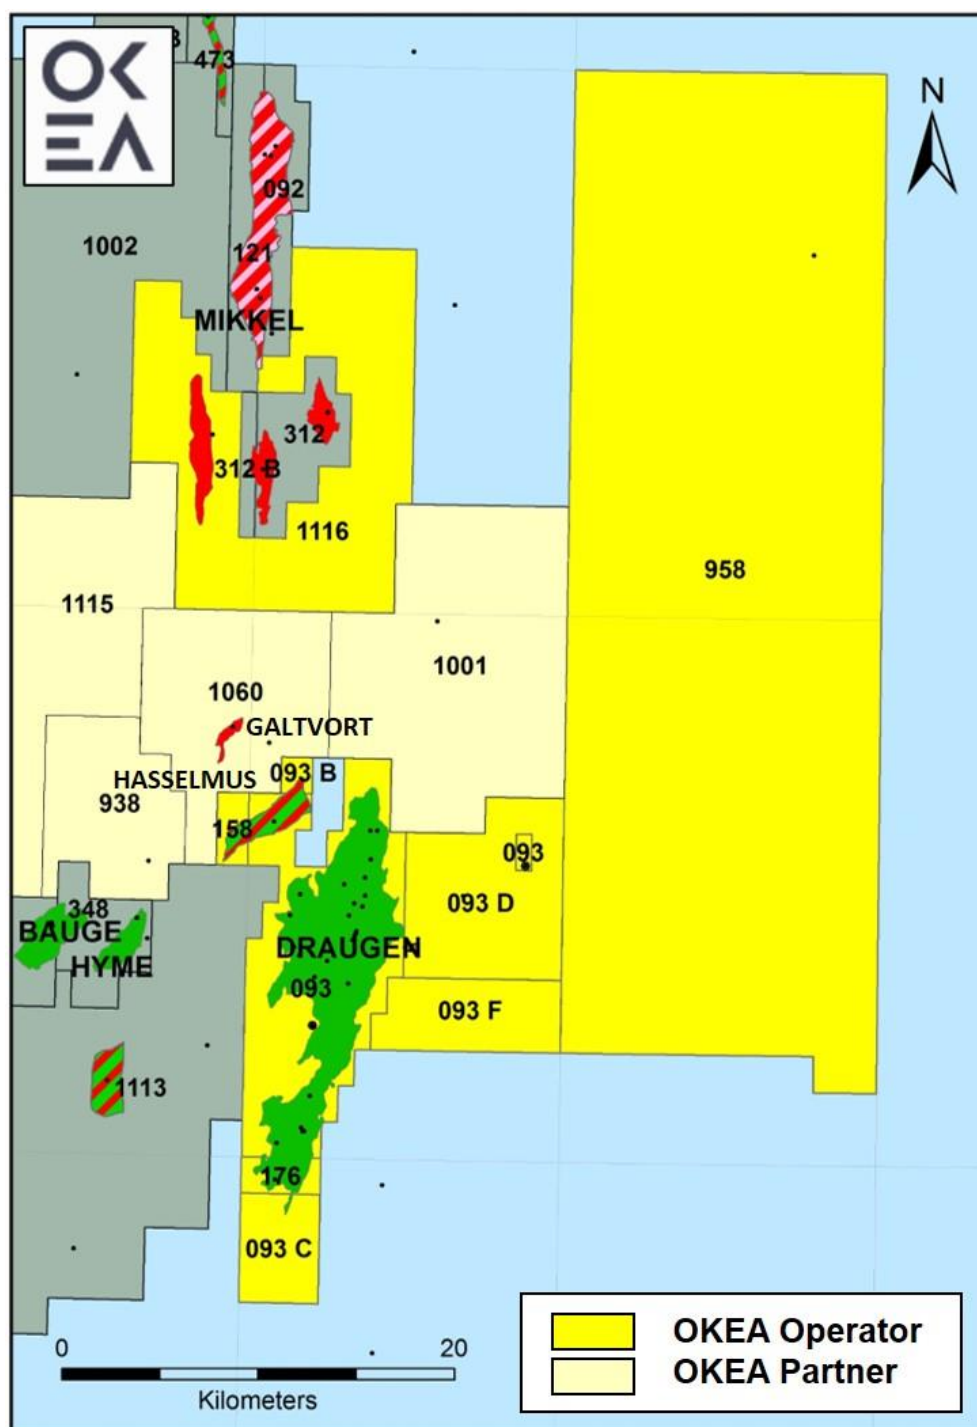 OK
EA
3
473
N
092
1002
121
MIKKEL
312
312 B
1116
958
1115
1001
1060
GALTVORT
093 B
HASSELMUS
938
158
093
093 D
348
BAUGE
DRAUGEN
HYME
093
093 F
1113
176
093 C
0
20
Kilometers
OKEA Operator
OKEA Partner